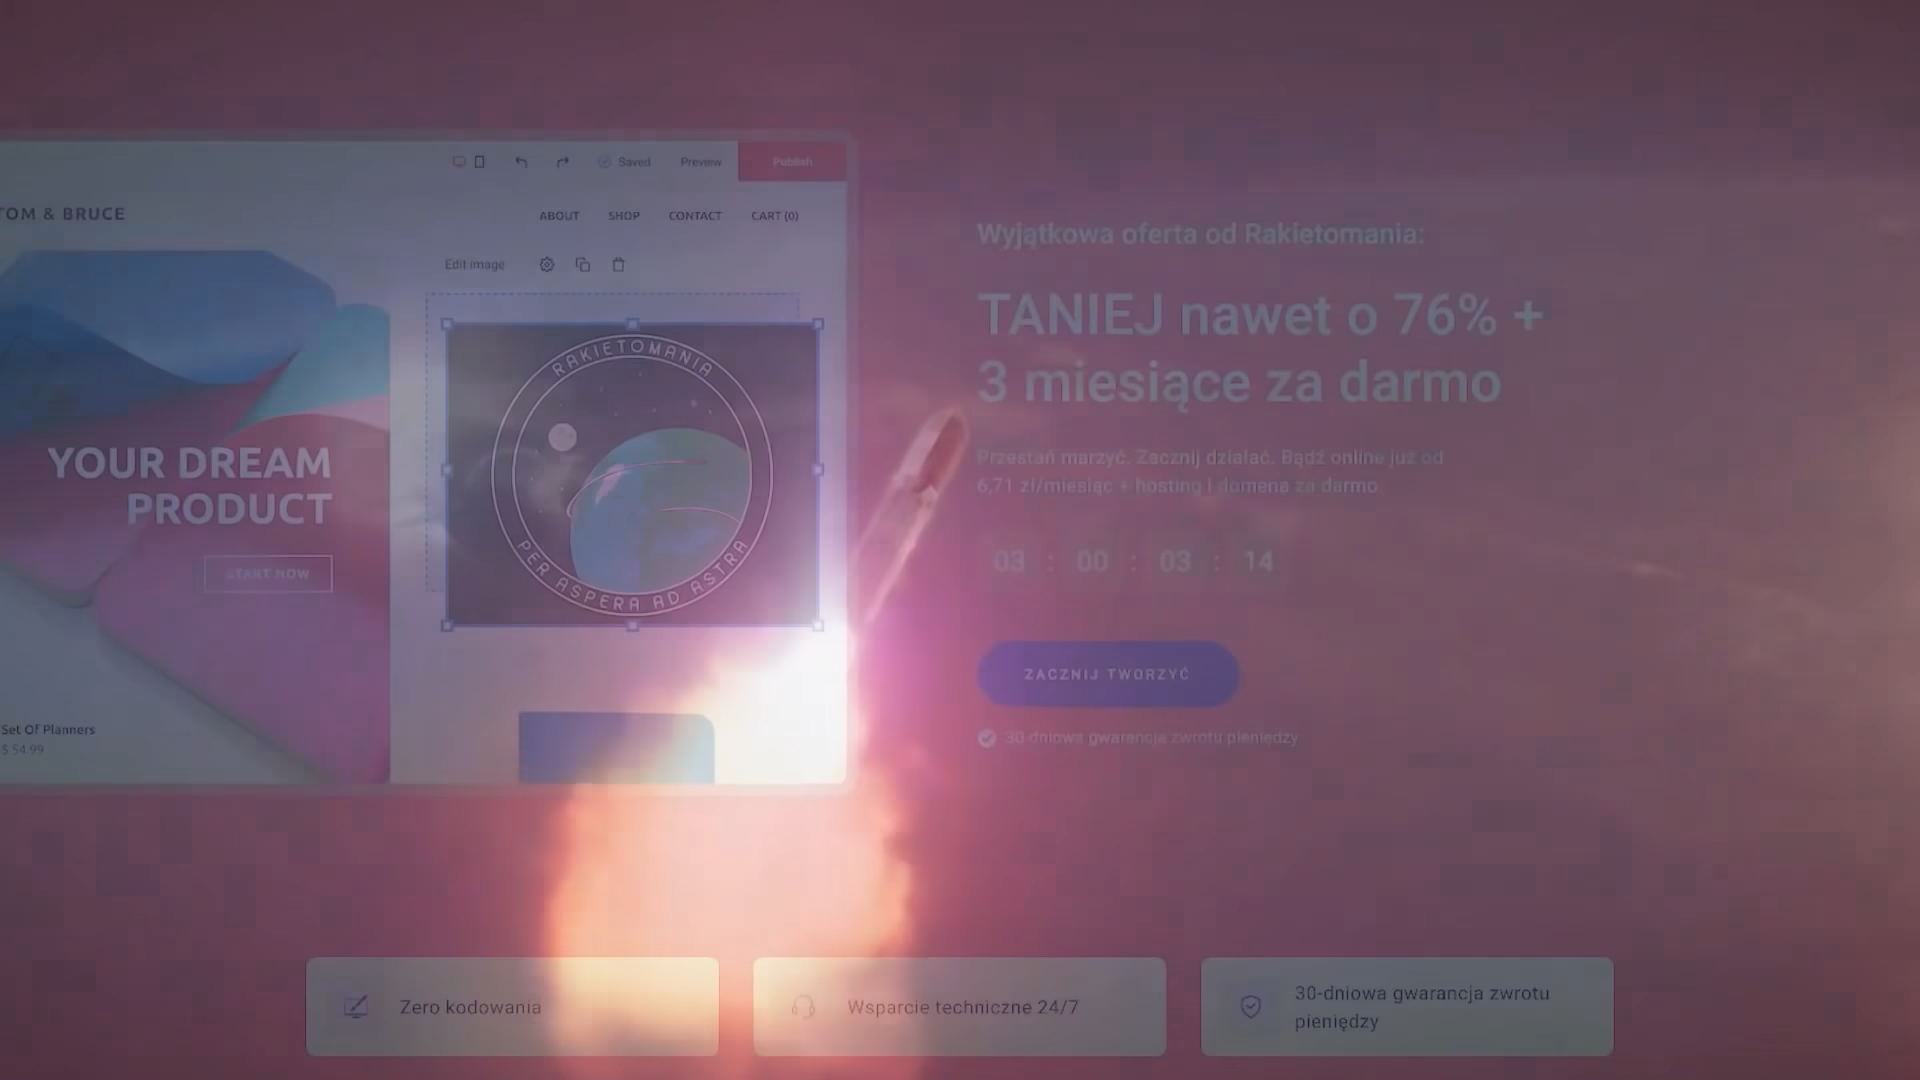 Saved Preview Publish
TOM & BRUCE
ABOUT SHOP CONTACT CART (0)
Edit image
RAKIETOMANIA
PER ASPERA AD ASTRA
YOUR DREAM
PRODUCT
START NOW
Set Of Planners
$ 54.99
Wyjątkowa oferta od Rakietomania:
TANIEJ nawet o 76% +
3 miesiące za darmo
Przestań marzyć. Zacznij działać. Bądź online już od
6,71 zł/miesiąc + hosting i domena za darmo
03 : 00 : 03 : 14
ZACZNIJ TWORZYĆ
30-dniowa gwarancja zwrotu pieniędzy
Zero kodowania
Wsparcie techniczne 24/7
30-dniowa gwarancja zwrotu
pieniędzy